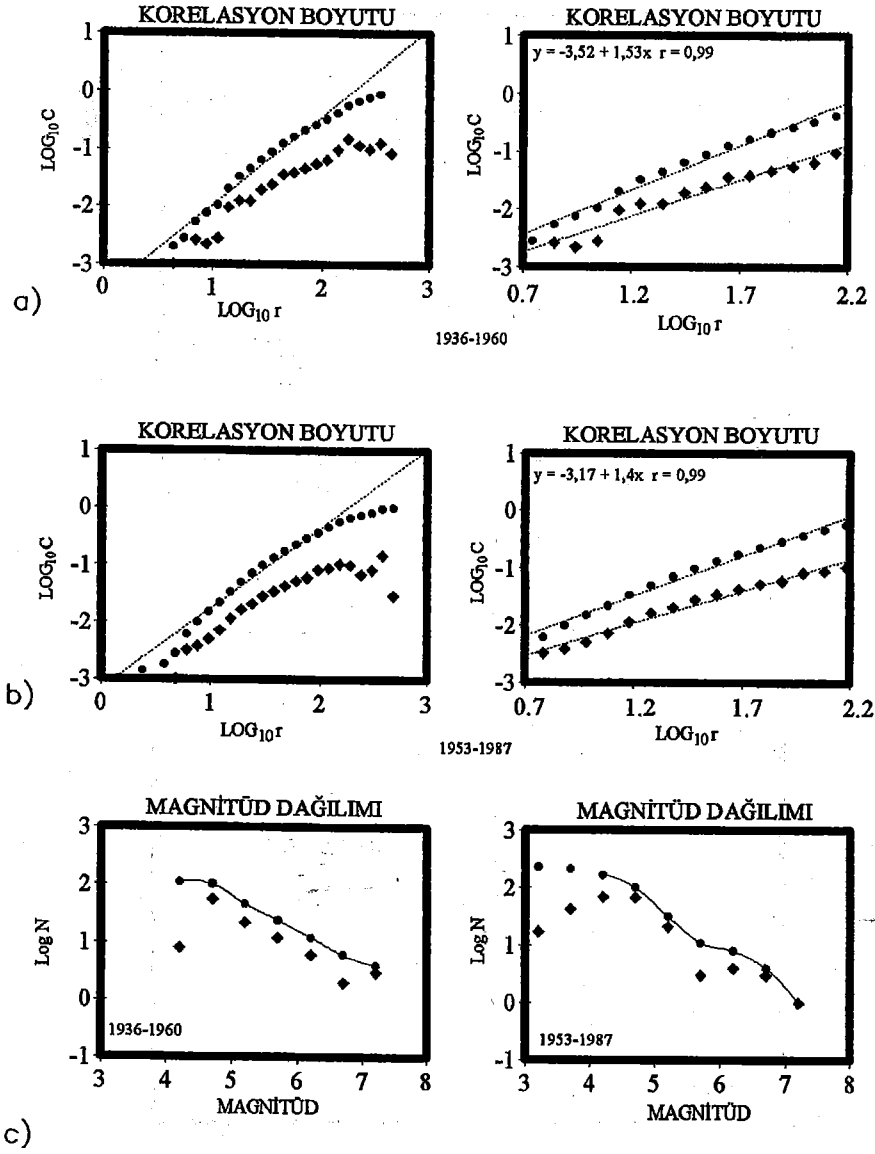 KORELASYON BOYUTU
1
0
-1
-2
-3
LOG10 C
0
1
2
3
LOG10 r
a)
KORELASYON BOYUTU
y = -3,52 + 1,53x r = 0,99
1
0
-1
-2
-3
LOG10 C
0.7
1.2
1.7
2.2
LOG10 r
1936-1960
KORELASYON BOYUTU
1
0
-1
-2
-3
LOG10 C
0
1
2
3
LOG10 r
b)
KORELASYON BOYUTU
y = -3,17 + 1,4x r = 0,99
1
0
-1
-2
-3
LOG10 C
0.7
1.2
1.7
2.2
LOG10 r
1953-1987
MAGNİTÜD DAĞILIMI
3
2
1
0
-1
Log N
1936-1960
3
4
5
6
7
8
MAGNİTÜD
c)
MAGNİTÜD DAĞILIMI
3
2
1
0
-1
Log N
1953-1987
3
4
5
6
7
8
MAGNİTÜD